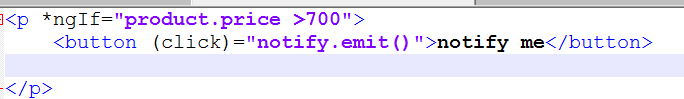 <p *ngIf="product.price >700">
<button (click)="notify.emit()">notify me</button>
</p>